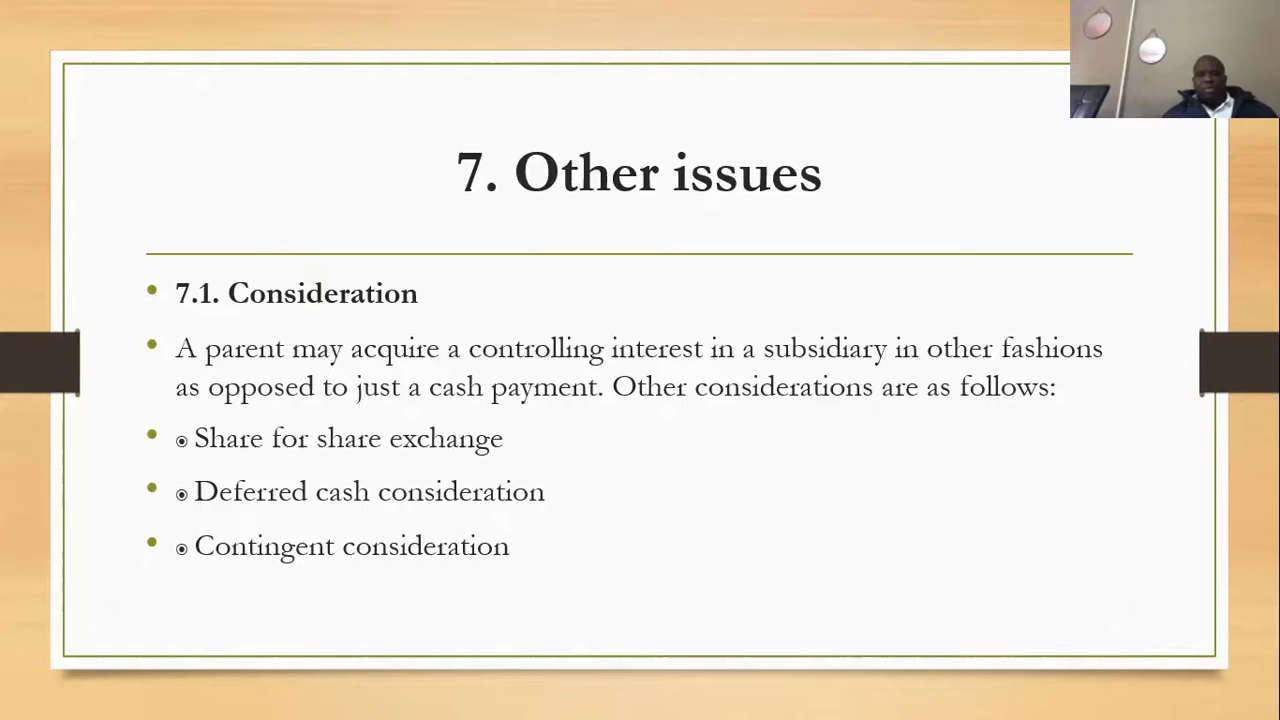 7. Other issues
• 7.1. Consideration
• A parent may acquire a controlling interest in a subsidiary in other fashions
as opposed to just a cash payment. Other considerations are as follows:
• ⦿ Share for share exchange
• ⦿ Deferred cash consideration
• ⦿ Contingent consideration